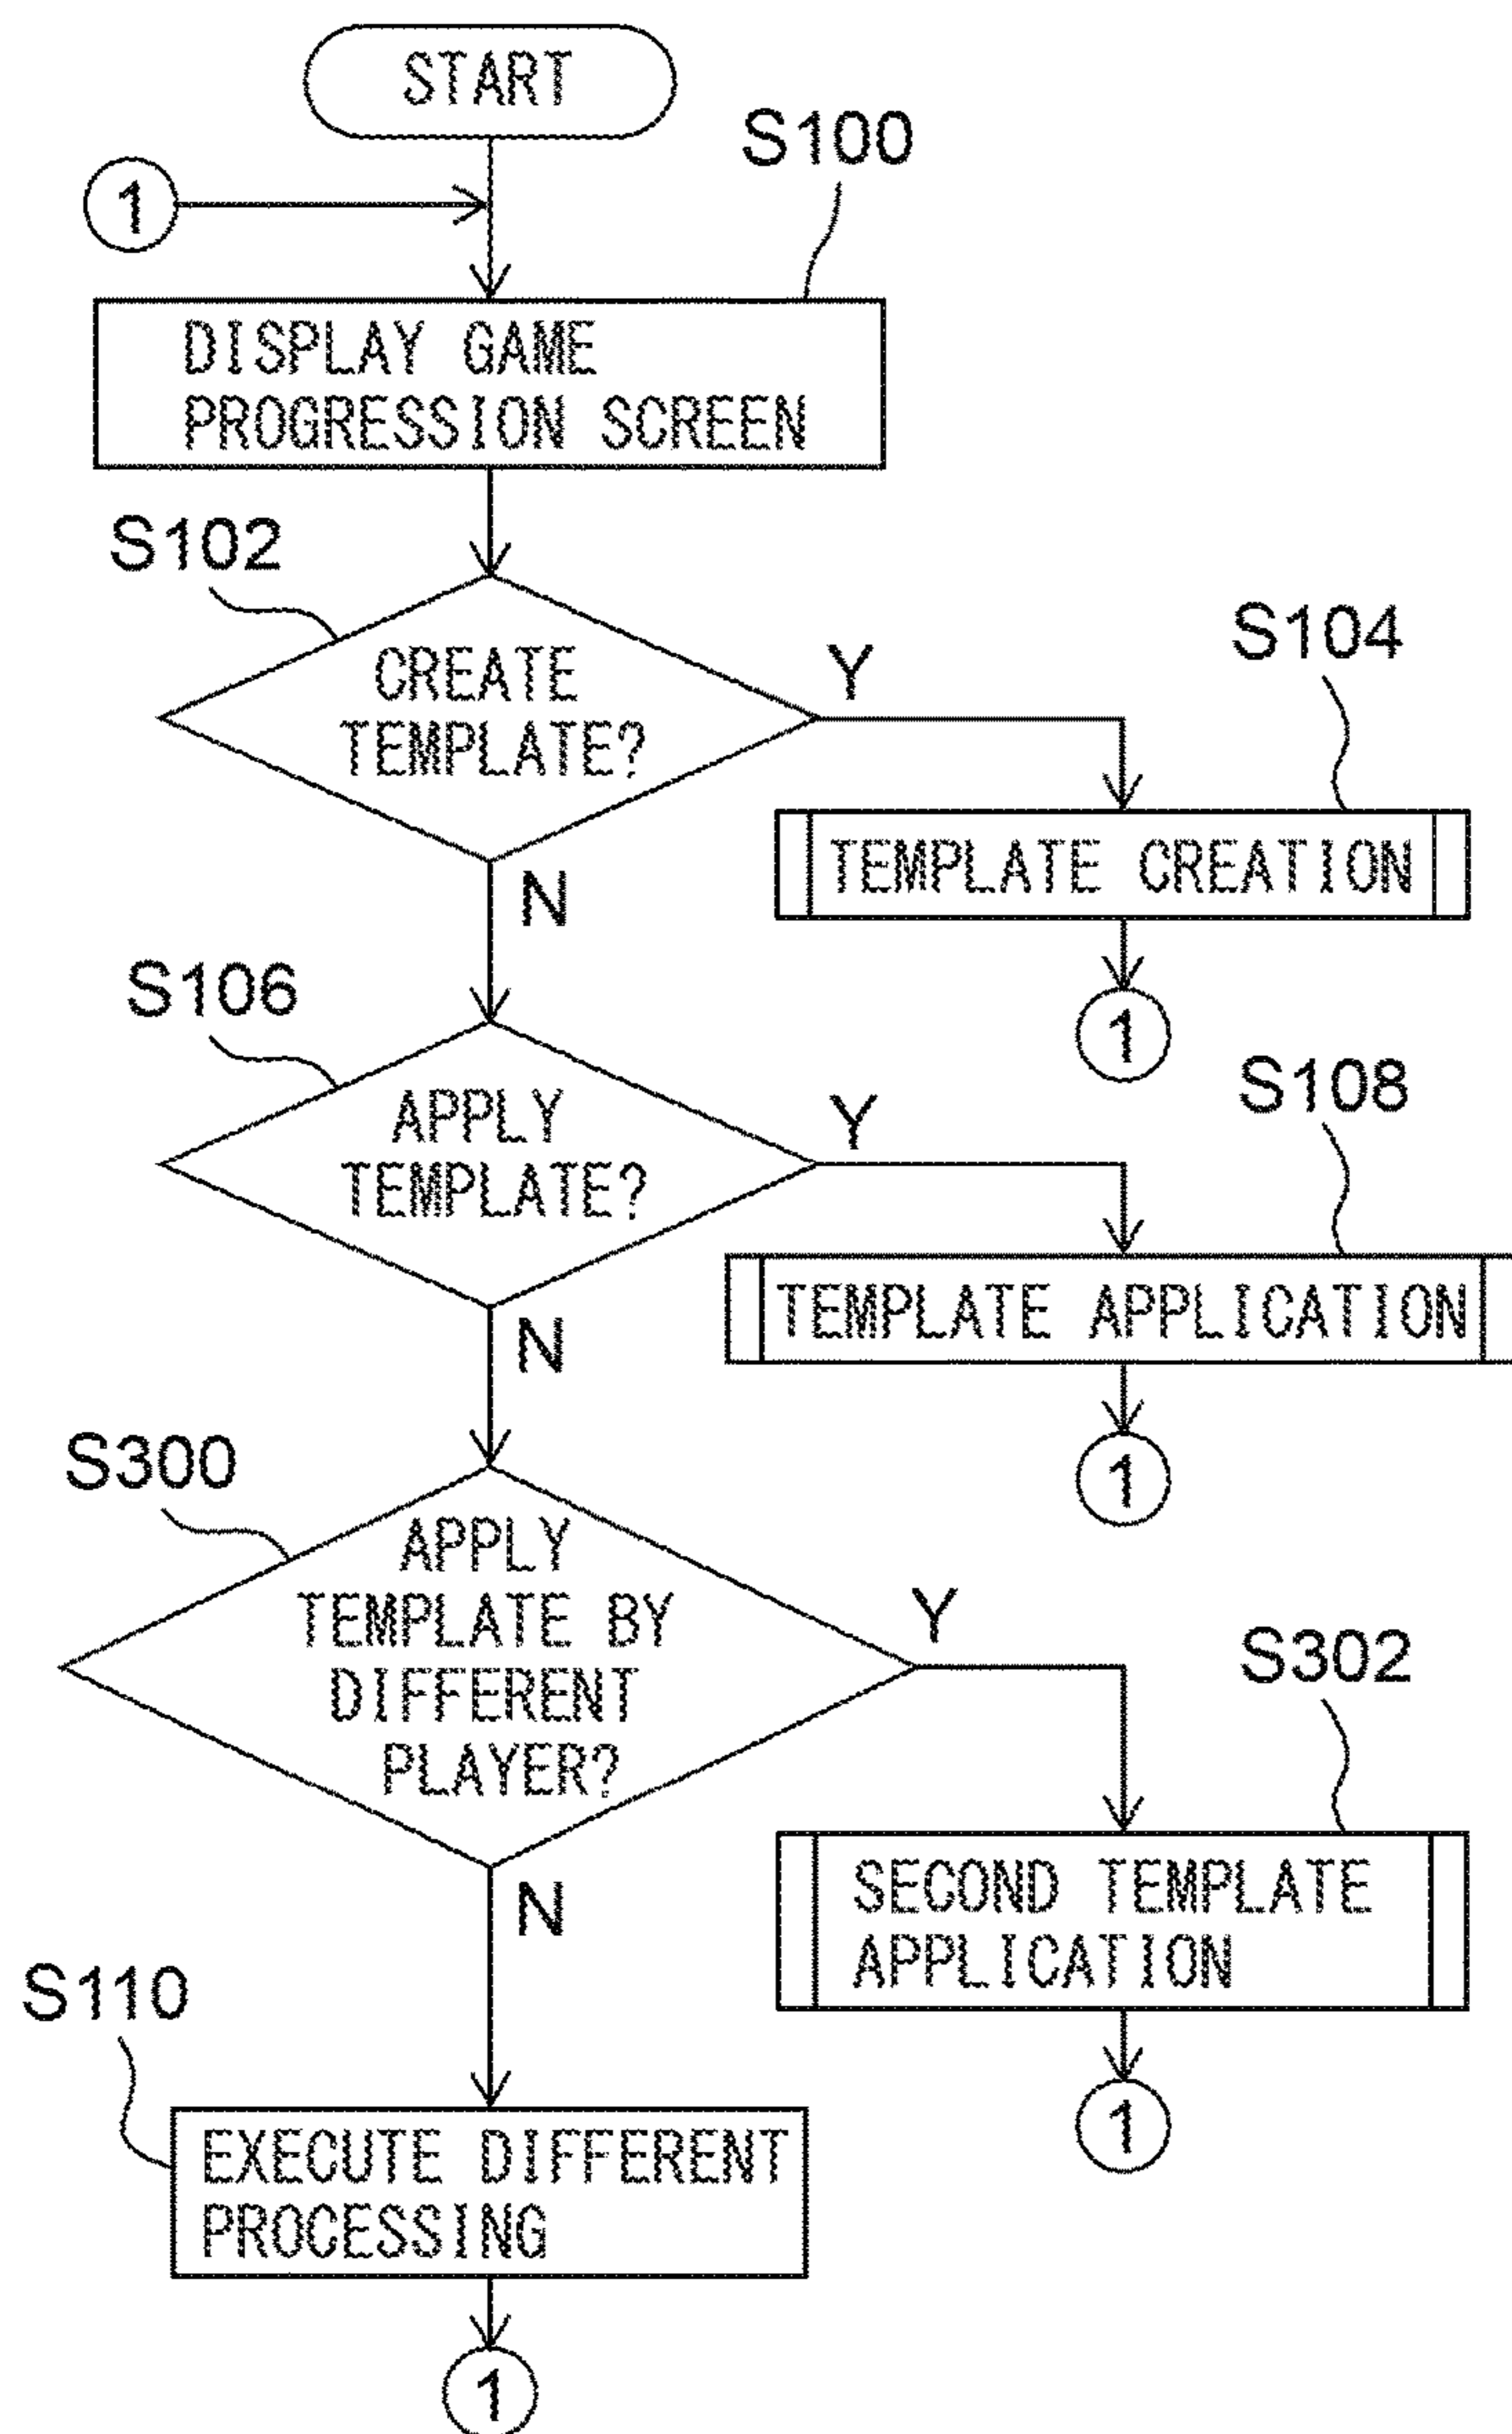 START
S100
1
DISPLAY GAME
PROGRESSION SCREEN
S102
CREATE
TEMPLATE?
Y
S104
TEMPLATE CREATION
N
1
S106
APPLY
TEMPLATE?
Y
S108
TEMPLATE APPLICATION
N
1
S300
APPLY
TEMPLATE BY
DIFFERENT
PLAYER?
Y
S302
SECOND TEMPLATE
APPLICATION
N
1
S110
EXECUTE DIFFERENT
PROCESSING
1